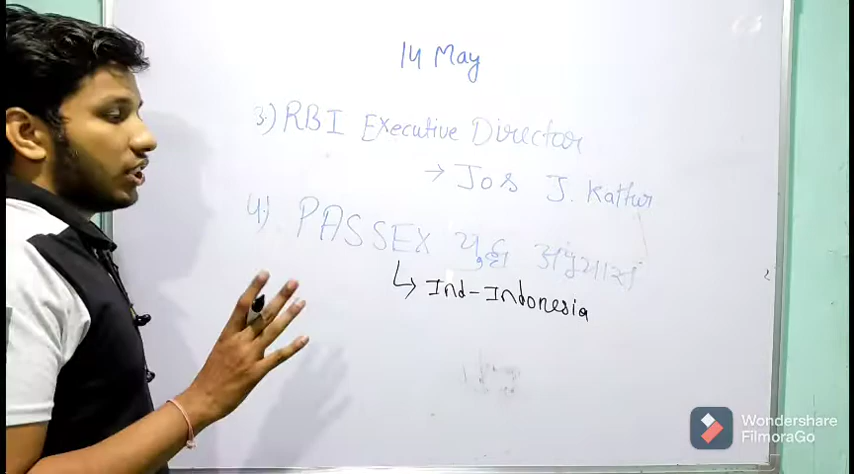 14 May
3.) RBI Executive Director
→ Jos J. Kattur
4.) PASSEX युद्ध अभ्यास
↳ Ind-Indonesia
Wondershare
FilmoraGo